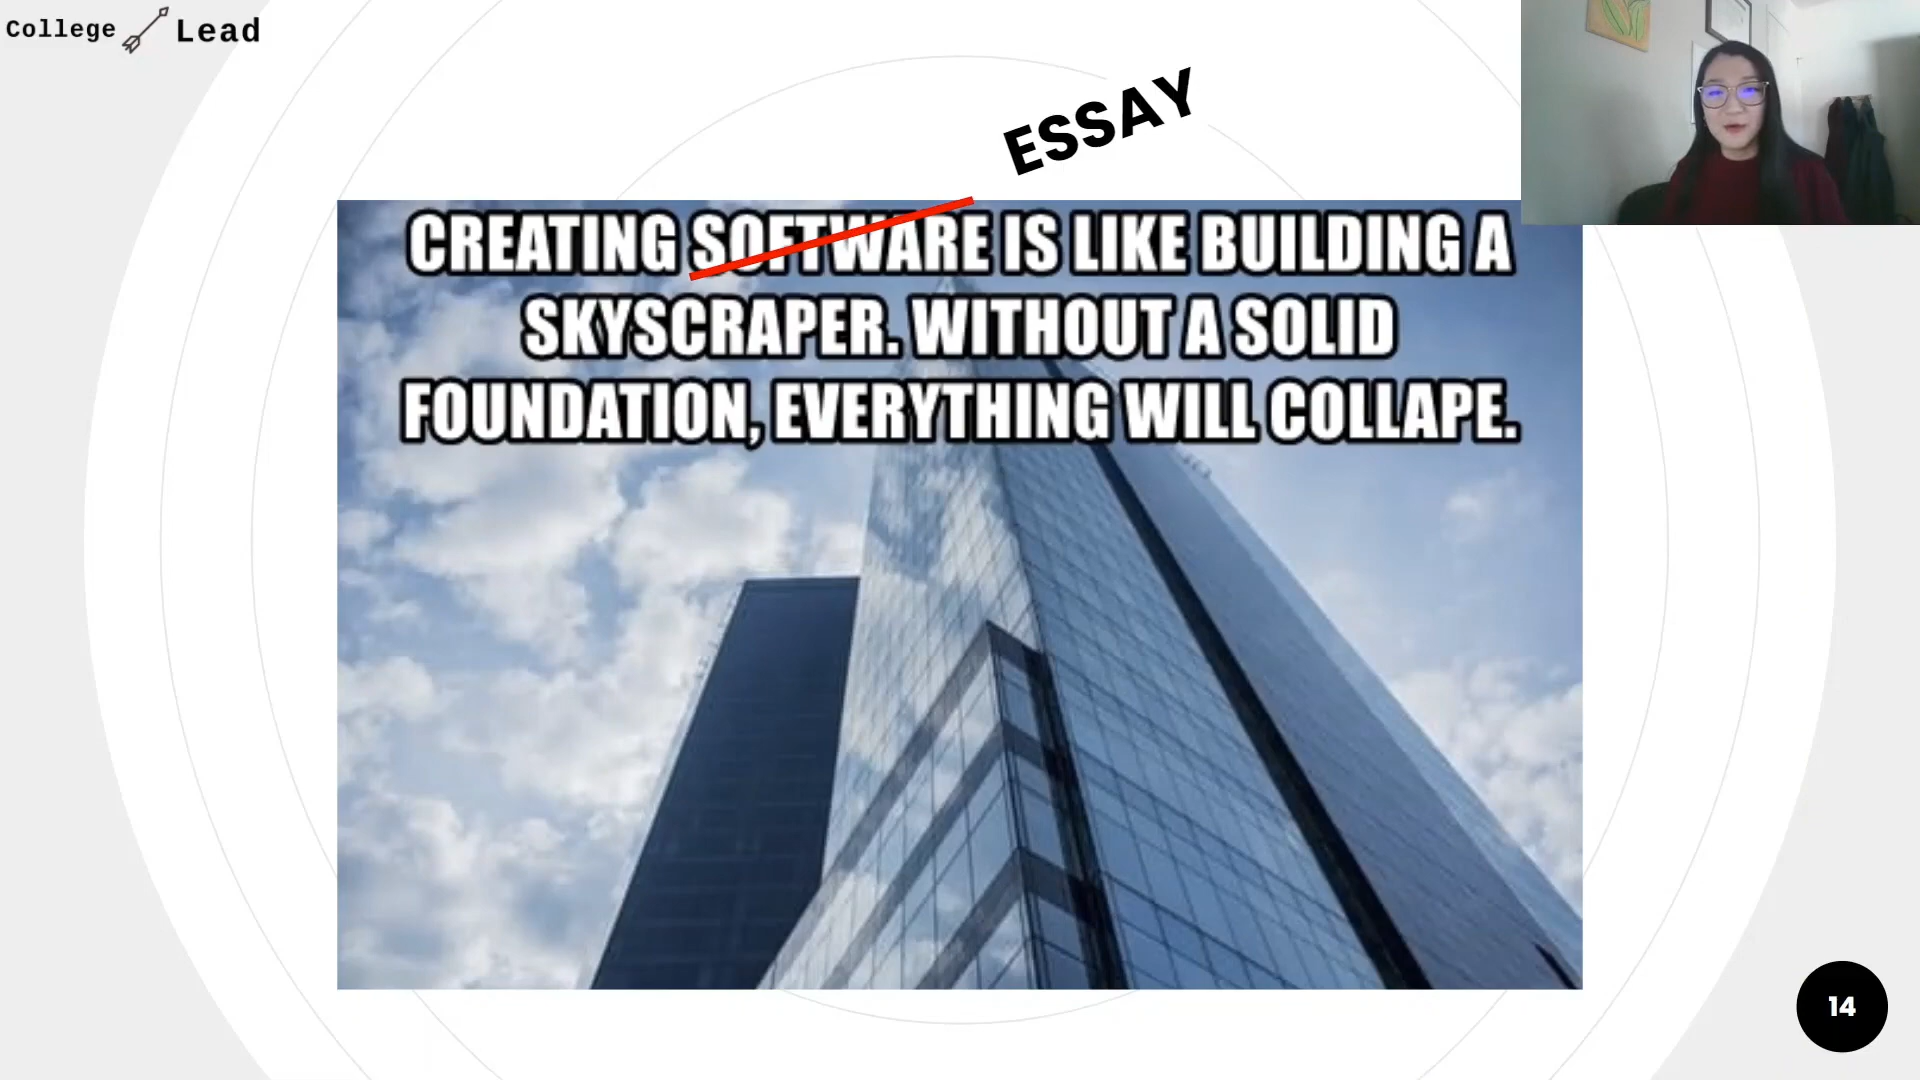 College Lead
ESSAY
CREATING SOFTWARE IS LIKE BUILDING A
SKYSCRAPER. WITHOUT A SOLID
FOUNDATION, EVERYTHING WILL COLLAPE.
14